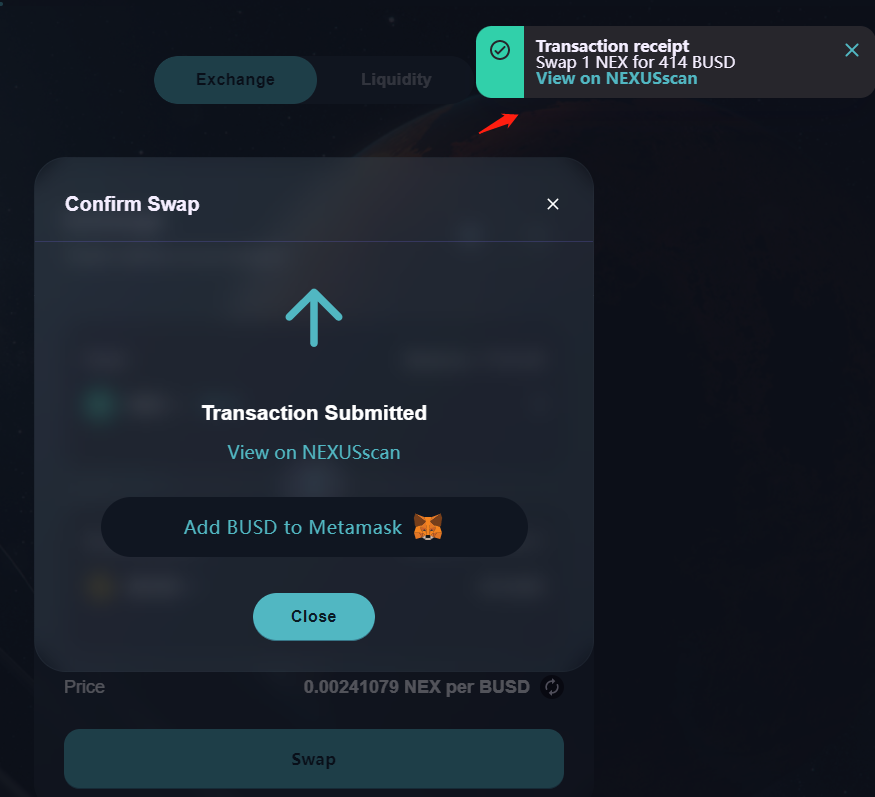 Exchange
Liquidity
Transaction receipt
Swap 1 NEX for 414 BUSD
View on NEXUSscan
Confirm Swap
Transaction Submitted
View on NEXUSscan
Add BUSD to Metamask
Close
Price
0.00241079 NEX per BUSD
Swap